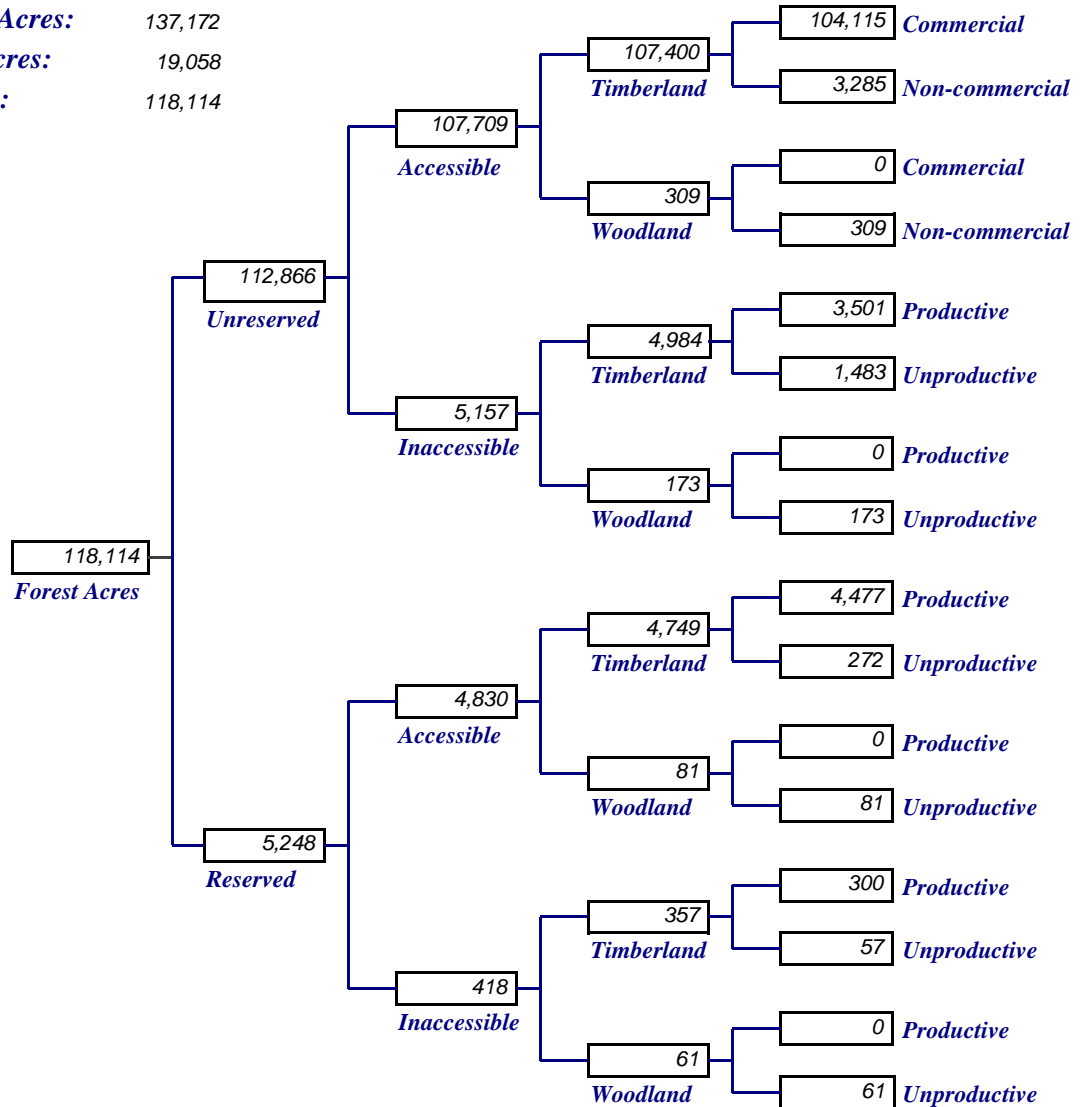 Acres: 137,172
cres: 19,058
: 118,114
104,115 Commercial
107,400
Timberland
3,285 Non-commercial
107,709
Accessible
0 Commercial
309
Woodland
309 Non-commercial
112,866
Unreserved
3,501 Productive
4,984
Timberland
1,483 Unproductive
5,157
Inaccessible
0 Productive
173
Woodland
173 Unproductive
118,114
Forest Acres
4,477 Productive
4,749
Timberland
272 Unproductive
4,830
Accessible
0 Productive
81
Woodland
81 Unproductive
5,248
Reserved
300 Productive
357
Timberland
57 Unproductive
418
Inaccessible
0 Productive
61
Woodland
61 Unproductive